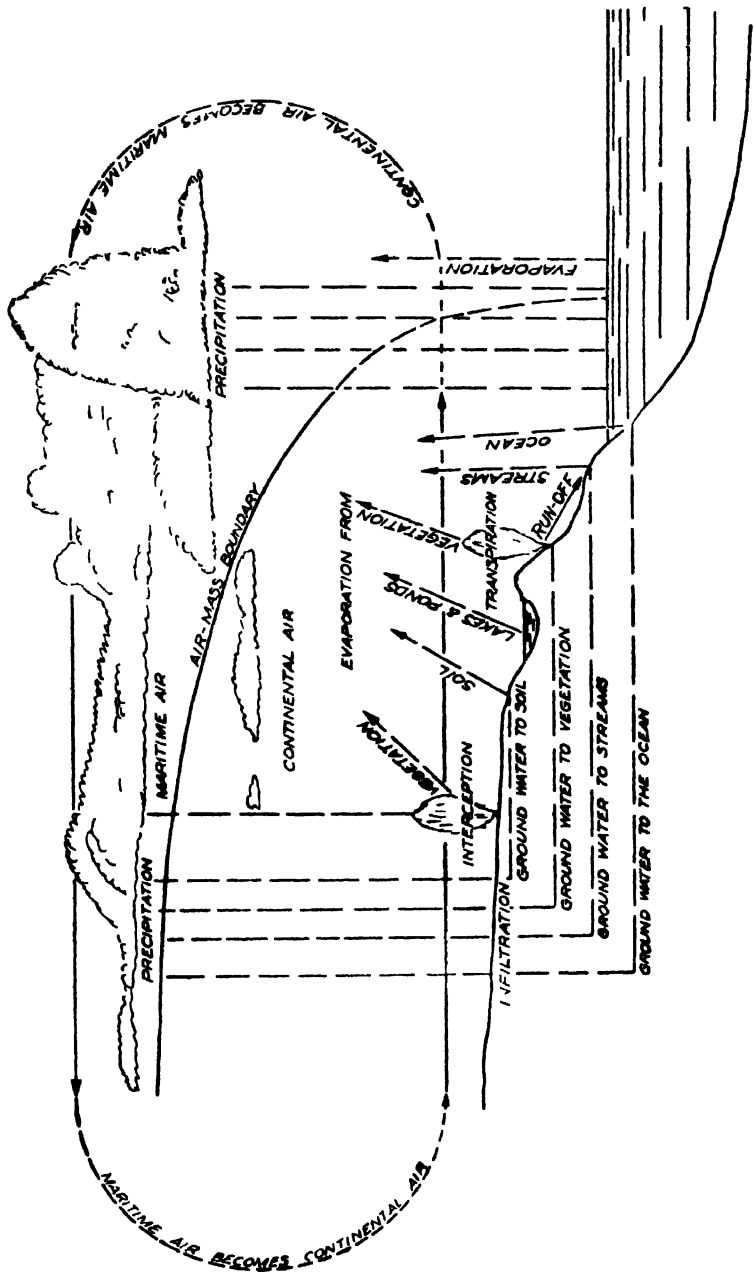 CONTINENTAL AIR BECOMES MARITIME AIR
MARITIME AIR BECOMES CONTINENTAL AIR
PRECIPITATION
MARITIME AIR
PRECIPITATION
AIR-MASS BOUNDARY
CONTINENTAL AIR
EVAPORATION FROM
VEGETATION
SOIL
LAKES & PONDS
VEGETATION
STREAMS
OCEAN
EVAPORATION
INTERCEPTION
TRANSPIRATION
RUN-OFF
INFILTRATION
GROUND WATER TO SOIL
GROUND WATER TO VEGETATION
GROUND WATER TO STREAMS
GROUND WATER TO THE OCEAN